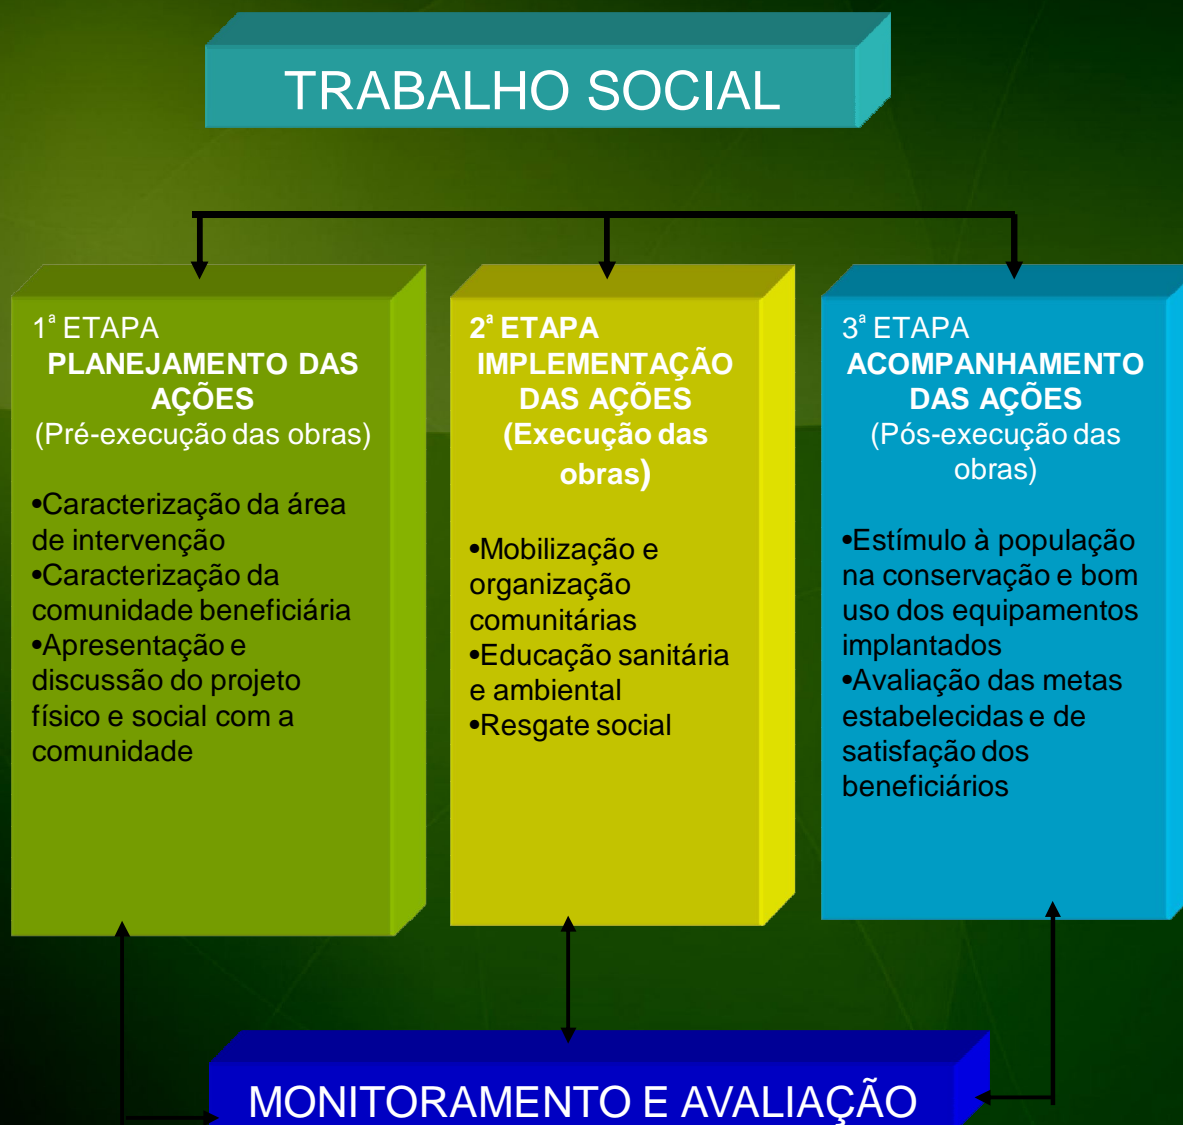 TRABALHO SOCIAL
1ª ETAPA
PLANEJAMENTO DAS
AÇÕES
(Pré-execução das obras)
•Caracterização da área
de intervenção
•Caracterização da
comunidade beneficiária
•Apresentação e
discussão do projeto
físico e social com a
comunidade
2ª ETAPA
IMPLEMENTAÇÃO
DAS AÇÕES
(Execução das
obras)
•Mobilização e
organização
comunitárias
•Educação sanitária
e ambiental
•Resgate social
3ª ETAPA
ACOMPANHAMENTO
DAS AÇÕES
(Pós-execução das
obras)
•Estímulo à população
na conservação e bom
uso dos equipamentos
implantados
•Avaliação das metas
estabelecidas e de
satisfação dos
beneficiários
MONITORAMENTO E AVALIAÇÃO